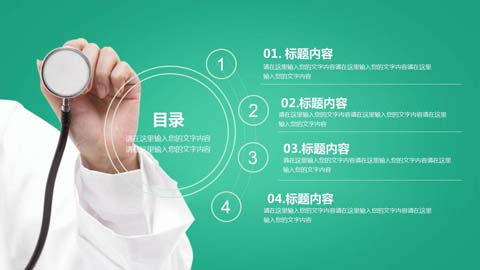 目录
请在这里输入您的文字内容
请在这里输入您的文字内容
1
01. 标题内容
请在这里输入您的文字内容请在这里输入您的文字内容请在这里
输入您的文字内容
2
02.标题内容
请在这里输入您的文字内容请在这里输入您的文字内容请在这里
输入您的文字内容
3
03.标题内容
请在这里输入您的文字内容请在这里输入您的文字内容请在这里
输入您的文字内容
4
04.标题内容
请在这里输入您的文字内容请在这里输入您的文字内容请在这里
输入您的文字内容